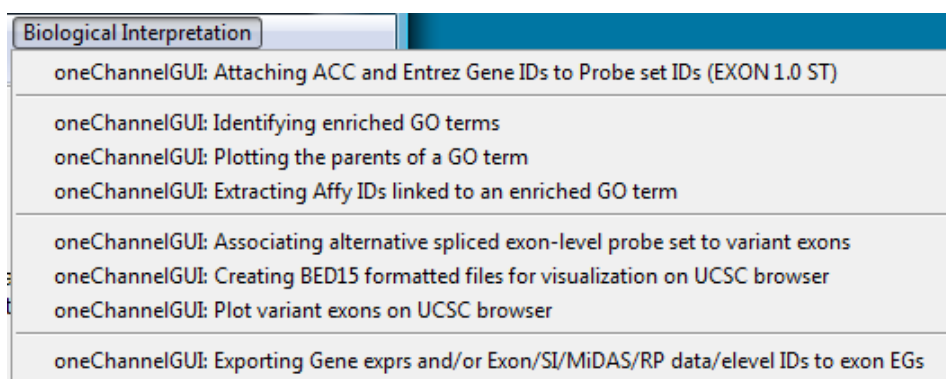 Biological Interpretation
oneChannelGUI: Attaching ACC and Entrez Gene IDs to Probe set IDs (EXON 1.0 ST)
oneChannelGUI: Identifying enriched GO terms
oneChannelGUI: Plotting the parents of a GO term
oneChannelGUI: Extracting Affy IDs linked to an enriched GO term
oneChannelGUI: Associating alternative spliced exon-level probe set to variant exons
oneChannelGUI: Creating BED15 formatted files for visualization on UCSC browser
oneChannelGUI: Plot variant exons on UCSC browser
oneChannelGUI: Exporting Gene exprs and/or Exon/SI/MiDAS/RP data/elevel IDs to exon EGs